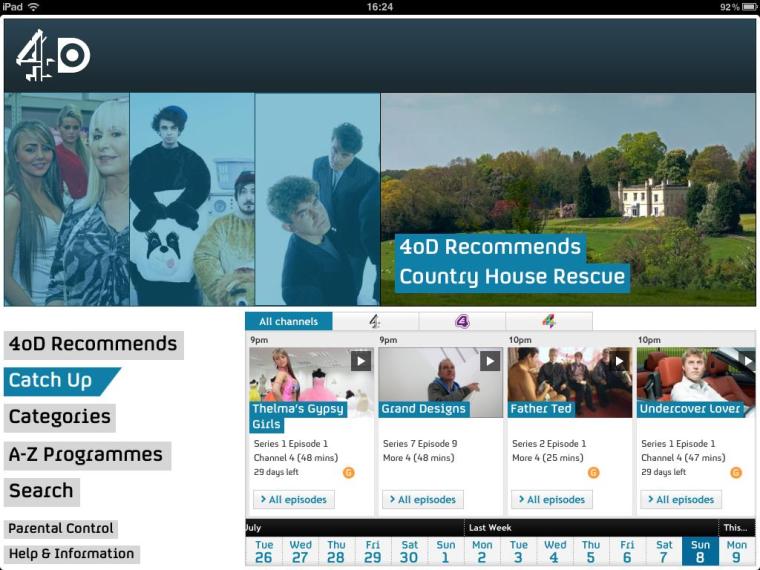 iPad 16:24 92%
4oD
4oD Recommends
Country House Rescue
4oD Recommends
Catch Up
Categories
A-Z Programmes
Search
Parental Control
Help & Information
All channels
9pm
Thelma's Gypsy
Girls
Series 1 Episode 1
Channel 4 (48 mins)
29 days left G
All episodes
9pm
Grand Designs
Series 7 Episode 9
More 4 (48 mins)
All episodes
10pm
Father Ted
Series 2 Episode 1
More 4 (25 mins)
G
All episodes
10pm
Undercover Lover
Series 1 Episode 1
Channel 4 (47 mins)
29 days left G
All episodes
July Last Week This...
Tue Wed Thu Fri Sat Sun Mon Tue Wed Thu Fri Sat Sun Mon
26 27 28 29 30 1 2 3 4 5 6 7 8 9